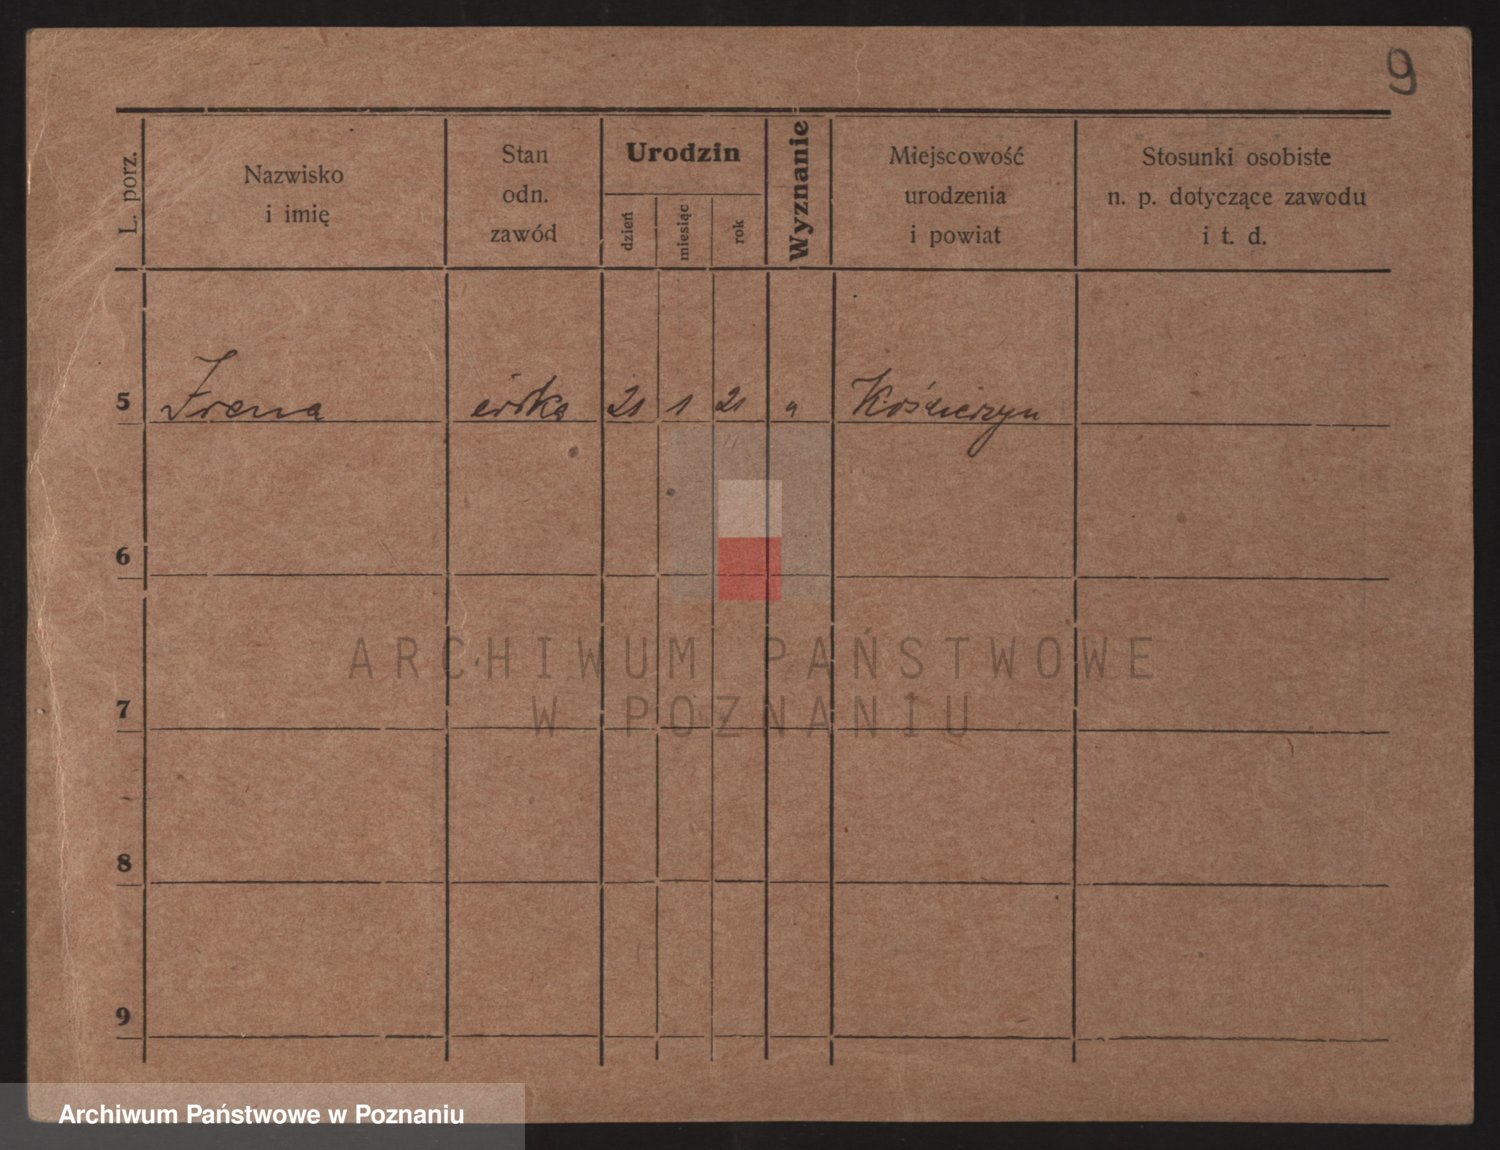 9
L. porz.
Nazwisko
i imię
Stan
odn.
zawód
Urodzin
dzień
miesiąc
rok
Wyznanie
Miejscowość
urodzenia
i powiat
Stosunki osobiste
n. p. dotyczące zawodu
i t. d.
5 Irena córka 21 1 21 " Kościerzyn
6
7
8
9
ARCHIWUM PAŃSTWOWE
W POZNANIU
Archiwum Państwowe w Poznaniu